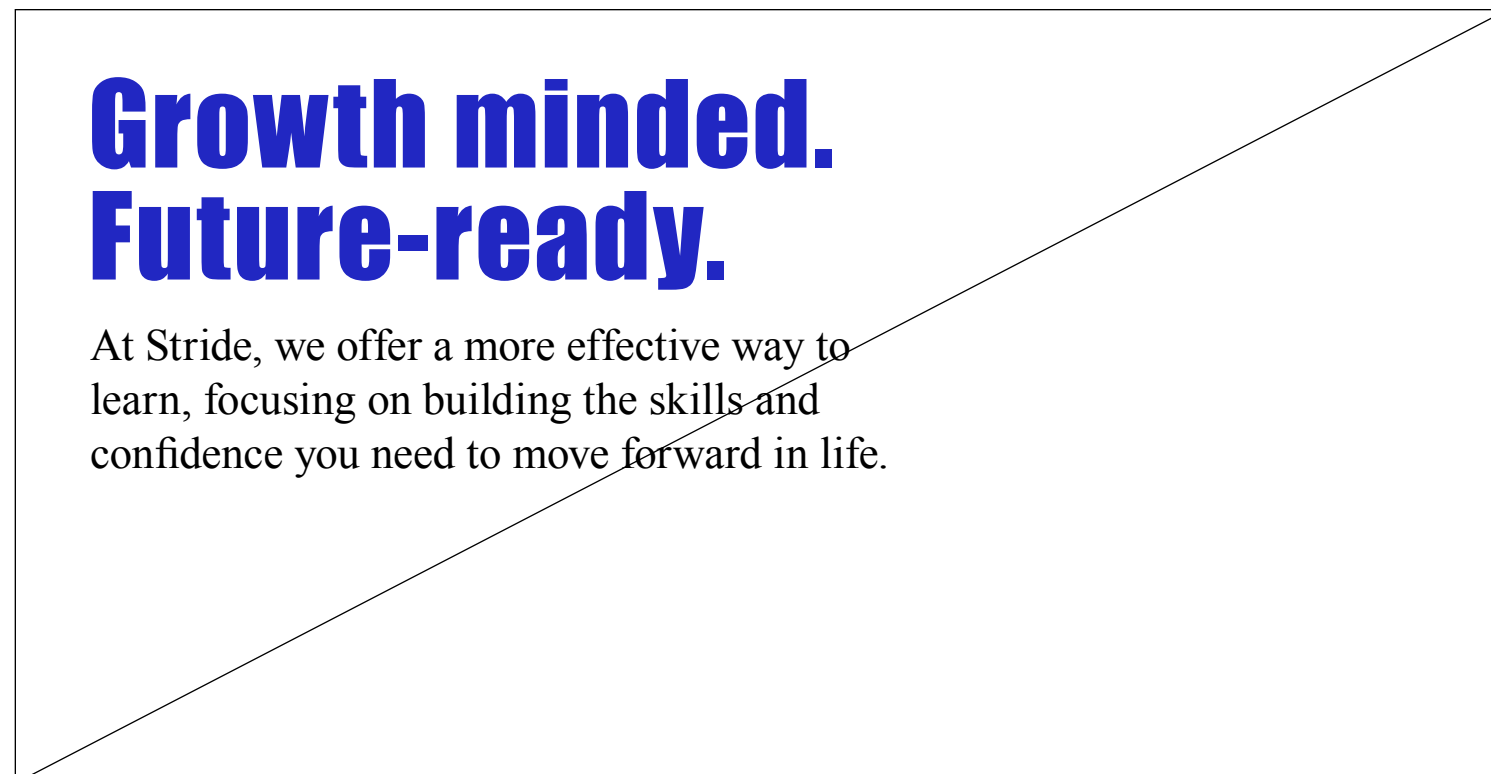 Growth minded.
Future-ready.
At Stride, we offer a more effective way to
learn, focusing on building the skills and
confidence you need to move forward in life.